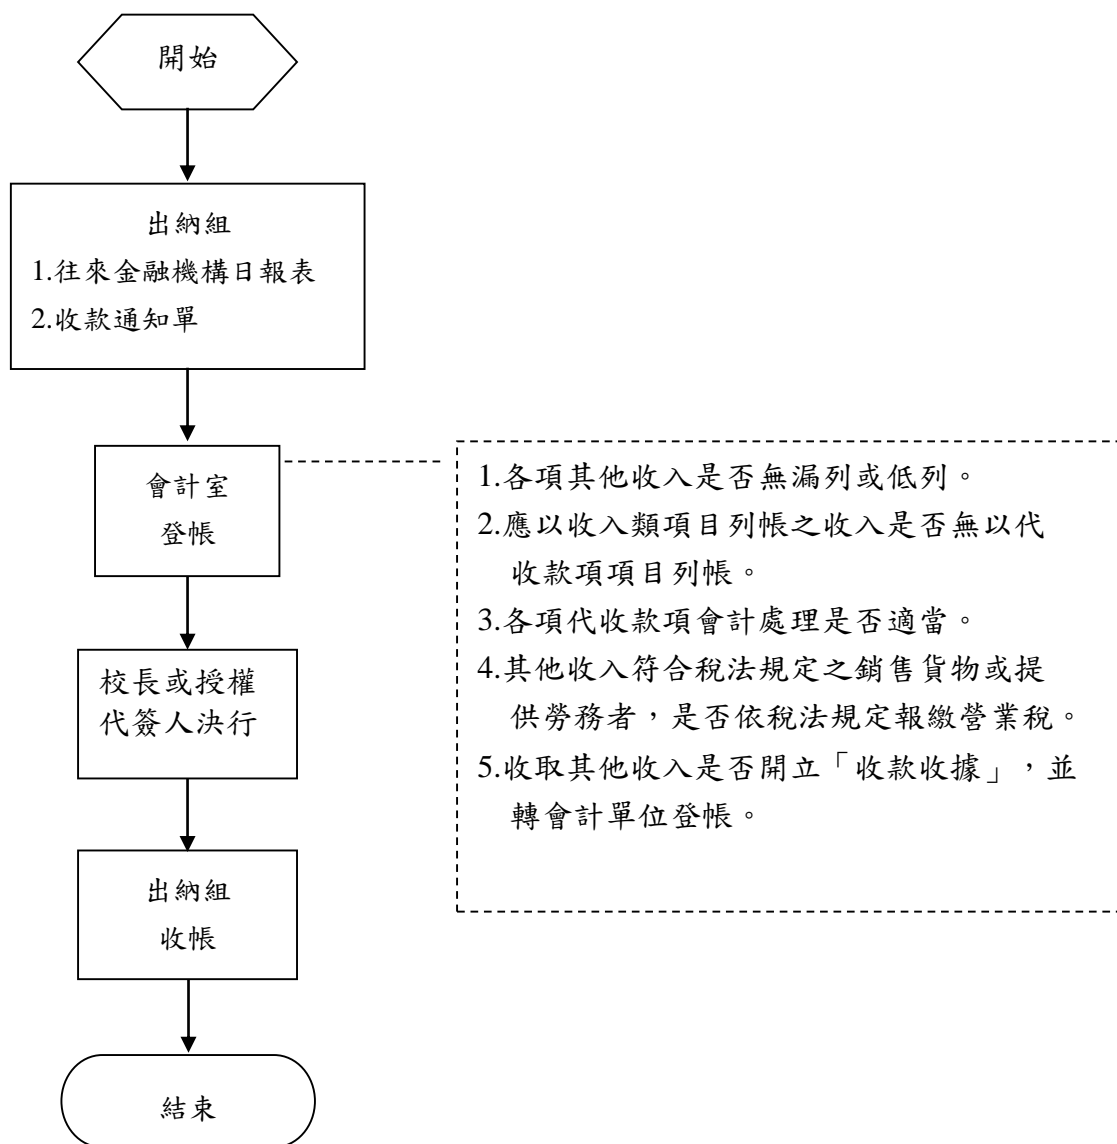 開始
出納組
1.往來金融機構日報表
2.收款通知單
會計室
登帳
1.各項其他收入是否無漏列或低列。
2.應以收入類項目列帳之收入是否無以代
收款項項目列帳。
3.各項代收款項會計處理是否適當。
4.其他收入符合稅法規定之銷售貨物或提
供勞務者，是否依稅法規定報繳營業稅。
5.收取其他收入是否開立「收款收據」，並
轉會計單位登帳。
校長或授權
代簽人決行
出納組
收帳
結束